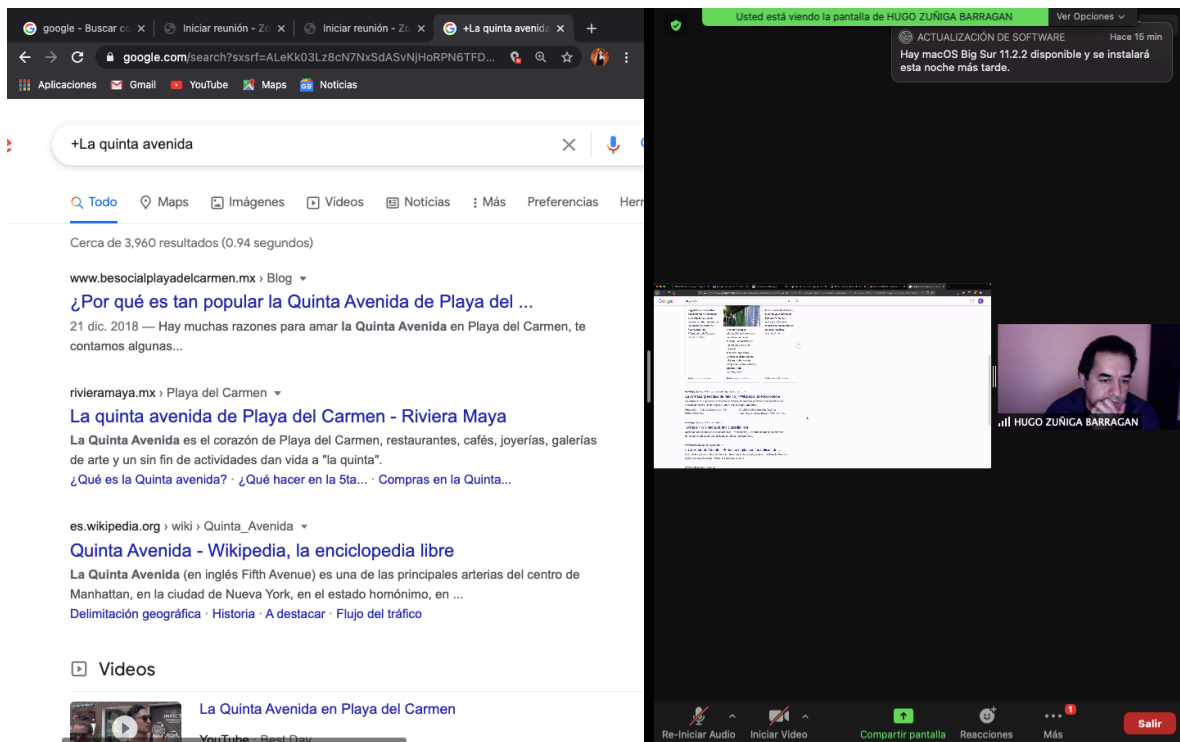 google - Buscar co
Iniciar reunión - Zo
Iniciar reunión - Zo
+La quinta avenida
google.com/search?sxsrf=ALeKk03Lz8cN7NxSdASvNjHoRPN6TFD...
Aplicaciones
Gmail
YouTube
Maps
Noticias
+La quinta avenida
Todo
Maps
Imágenes
Videos
Noticias
Más
Preferencias
Herr
Cerca de 3,960 resultados (0.94 segundos)
www.besocialplayadelcarmen.mx › Blog
¿Por qué es tan popular la Quinta Avenida de Playa del ...
21 dic. 2018 — Hay muchas razones para amar la Quinta Avenida en Playa del Carmen, te
contamos algunas...
rivieramaya.mx › Playa del Carmen
La quinta avenida de Playa del Carmen - Riviera Maya
La Quinta Avenida es el corazón de Playa del Carmen, restaurantes, cafés, joyerías, galerías
de arte y un sin fin de actividades dan vida a "la quinta".
¿Qué es la Quinta avenida? · ¿Qué hacer en la 5ta... · Compras en la Quinta...
es.wikipedia.org › wiki › Quinta_Avenida
Quinta Avenida - Wikipedia, la enciclopedia libre
La Quinta Avenida (en inglés Fifth Avenue) es una de las principales arterias del centro de
Manhattan, en la ciudad de Nueva York, en el estado homónimo, en ...
Delimitación geográfica · Historia · A destacar · Flujo del tráfico
Videos
La Quinta Avenida en Playa del Carmen
YouTube · Best Day
Usted está viendo la pantalla de HUGO ZUÑIGA BARRAGAN
Ver Opciones
ACTUALIZACIÓN DE SOFTWARE
Hace 15 min
Hay macOS Big Sur 11.2.2 disponible y se instalará
esta noche más tarde.
HUGO ZUÑIGA BARRAGAN
Re-Iniciar Audio
Iniciar Video
Compartir pantalla
Reacciones
Más
1
Salir